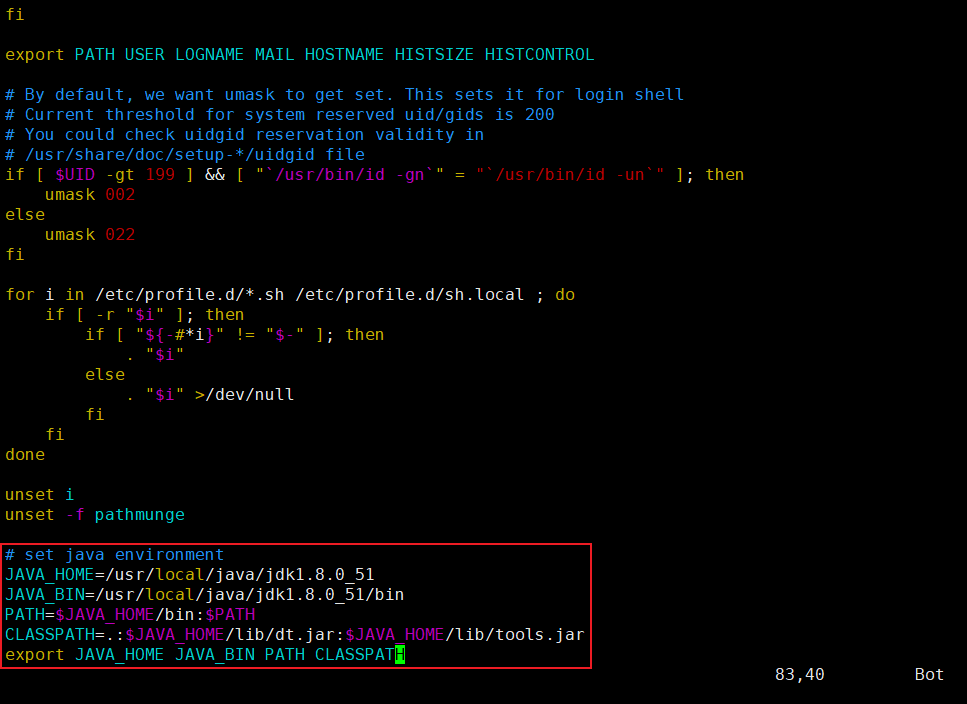 fi
export PATH USER LOGNAME MAIL HOSTNAME HISTSIZE HISTCONTROL
# By default, we want umask to get set. This sets it for login shell
# Current threshold for system reserved uid/gids is 200
# You could check uidgid reservation validity in
# /usr/share/doc/setup-*/uidgid file
if [ $UID -gt 199 ] && [ "`/usr/bin/id -gn`" = "`/usr/bin/id -un`" ]; then
    umask 002
else
    umask 022
fi
for i in /etc/profile.d/*.sh /etc/profile.d/sh.local ; do
    if [ -r "$i" ]; then
        if [ "${-#*i}" != "$-" ]; then
            . "$i"
        else
            . "$i" >/dev/null
        fi
    fi
done
unset i
unset -f pathmunge
# set java environment
JAVA_HOME=/usr/local/java/jdk1.8.0_51
JAVA_BIN=/usr/local/java/jdk1.8.0_51/bin
PATH=$JAVA_HOME/bin:$PATH
CLASSPATH=.:$JAVA_HOME/lib/dt.jar:$JAVA_HOME/lib/tools.jar
export JAVA_HOME JAVA_BIN PATH CLASSPATH
83,40 Bot